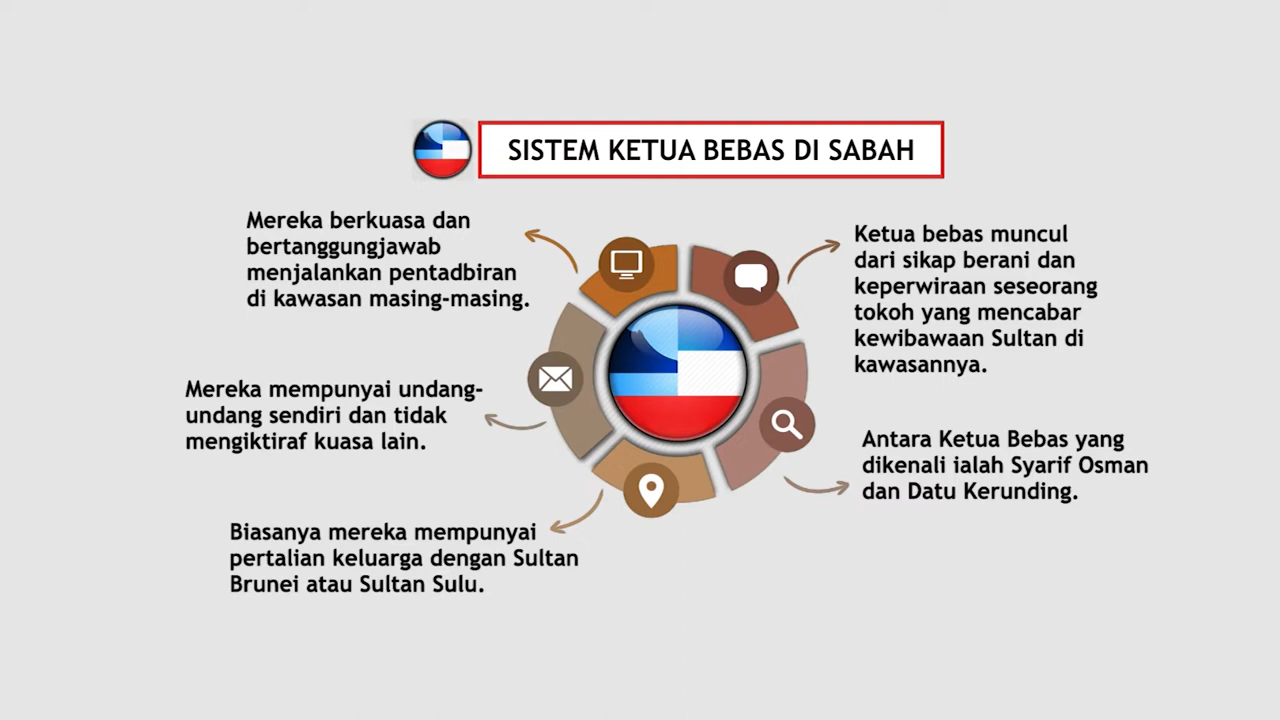 SISTEM KETUA BEBAS DI SABAH
Mereka berkuasa dan
bertanggungjawab
menjalankan pentadbiran
di kawasan masing-masing.
Ketua bebas muncul
dari sikap berani dan
keperwiraan seseorang
tokoh yang mencabar
kewibawaan Sultan di
kawasannya.
Mereka mempunyai undang-
undang sendiri dan tidak
mengiktiraf kuasa lain.
Antara Ketua Bebas yang
dikenali ialah Syarif Osman
dan Datu Kerunding.
Biasanya mereka mempunyai
pertalian keluarga dengan Sultan
Brunei atau Sultan Sulu.